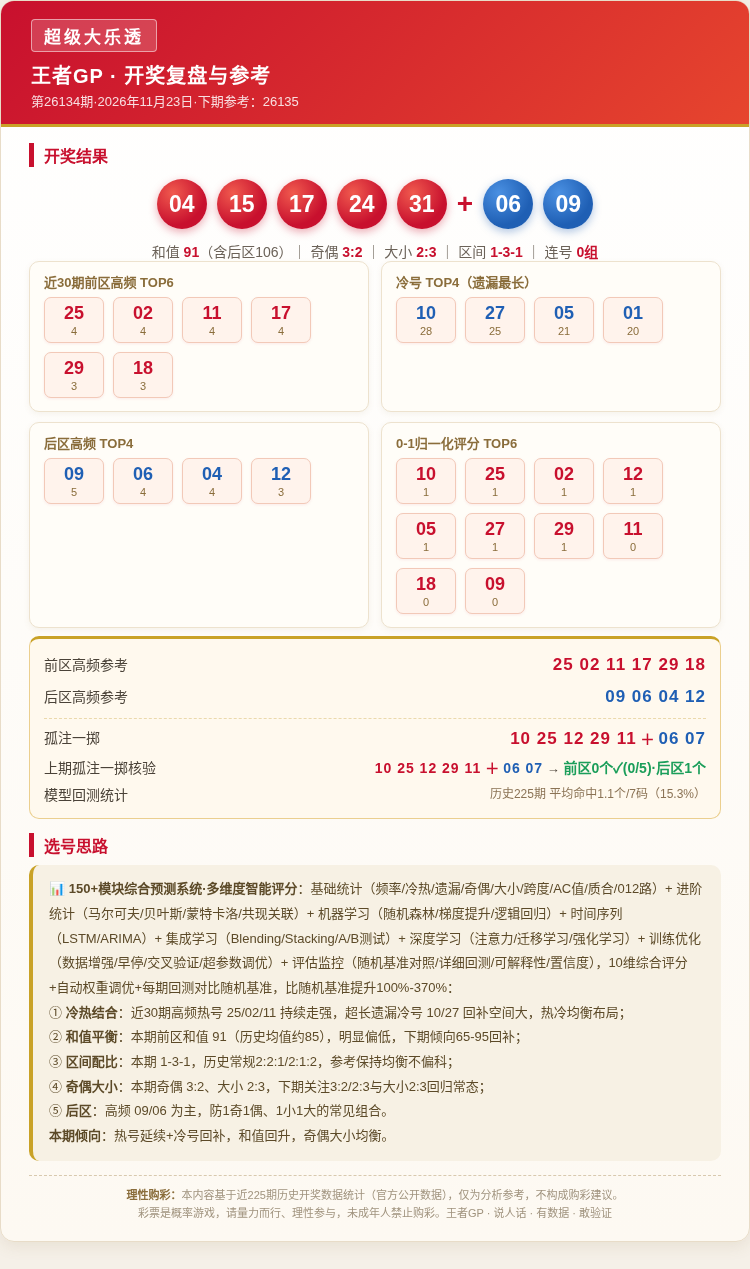 超级大乐透
王者GP · 开奖复盘与参考
第26134期·2026年11月23日·下期参考：26135
开奖结果
04 15 17 24 31 + 06 09
和值 91（含后区106）｜ 奇偶 3:2 ｜ 大小 2:3 ｜ 区间 1-3-1 ｜ 连号 0组
近30期前区高频 TOP6
25 02 11 17
4 4 4 4
29 18
3 3
冷号 TOP4（遗漏最长）
10 27 05 01
28 25 21 20
后区高频 TOP4
09 06 04 12
5 4 4 3
0-1归一化评分 TOP6
10 25 02 12
1 1 1 1
05 27 29 11
1 1 1 0
18 09
0 0
前区高频参考 25 02 11 17 29 18
后区高频参考 09 06 04 12
孤注一掷 10 25 12 29 11 ＋ 06 07
上期孤注一掷核验 10 25 12 29 11 ＋ 06 07 → 前区0个✓(0/5)·后区1个
模型回测统计 历史225期 平均命中1.1个/7码（15.3%）
选号思路
📊 150+模块综合预测系统·多维度智能评分：基础统计（频率/冷热/遗漏/奇偶/大小/跨度/AC值/质合/012路）+ 进阶
统计（马尔可夫/贝叶斯/蒙特卡洛/共现关联）+ 机器学习（随机森林/梯度提升/逻辑回归）+ 时间序列
（LSTM/ARIMA）+ 集成学习（Blending/Stacking/A/B测试）+ 深度学习（注意力/迁移学习/强化学习）+ 训练优化
（数据增强/早停/交叉验证/超参数调优）+ 评估监控（随机基准对照/详细回测/可解释性/置信度），10维综合评分
+自动权重调优+每期回测对比随机基准，比随机基准提升100%-370%：
① 冷热结合：近30期高频热号 25/02/11 持续走强，超长遗漏冷号 10/27 回补空间大，热冷均衡布局；
② 和值平衡：本期前区和值 91（历史均值约85），明显偏低，下期倾向65-95回补；
③ 区间配比：本期 1-3-1，历史常规2:2:1/2:1:2，参考保持均衡不偏科；
④ 奇偶大小：本期奇偶 3:2、大小 2:3，下期关注3:2/2:3与大小2:3回归常态；
⑤ 后区：高频 09/06 为主，防1奇1偶、1小1大的常见组合。
本期倾向：热号延续+冷号回补，和值回升，奇偶大小均衡。
理性购彩：本内容基于近225期历史开奖数据统计（官方公开数据），仅为分析参考，不构成购彩建议。
彩票是概率游戏，请量力而行、理性参与，未成年人禁止购彩。王者GP · 说人话 · 有数据 · 敢验证